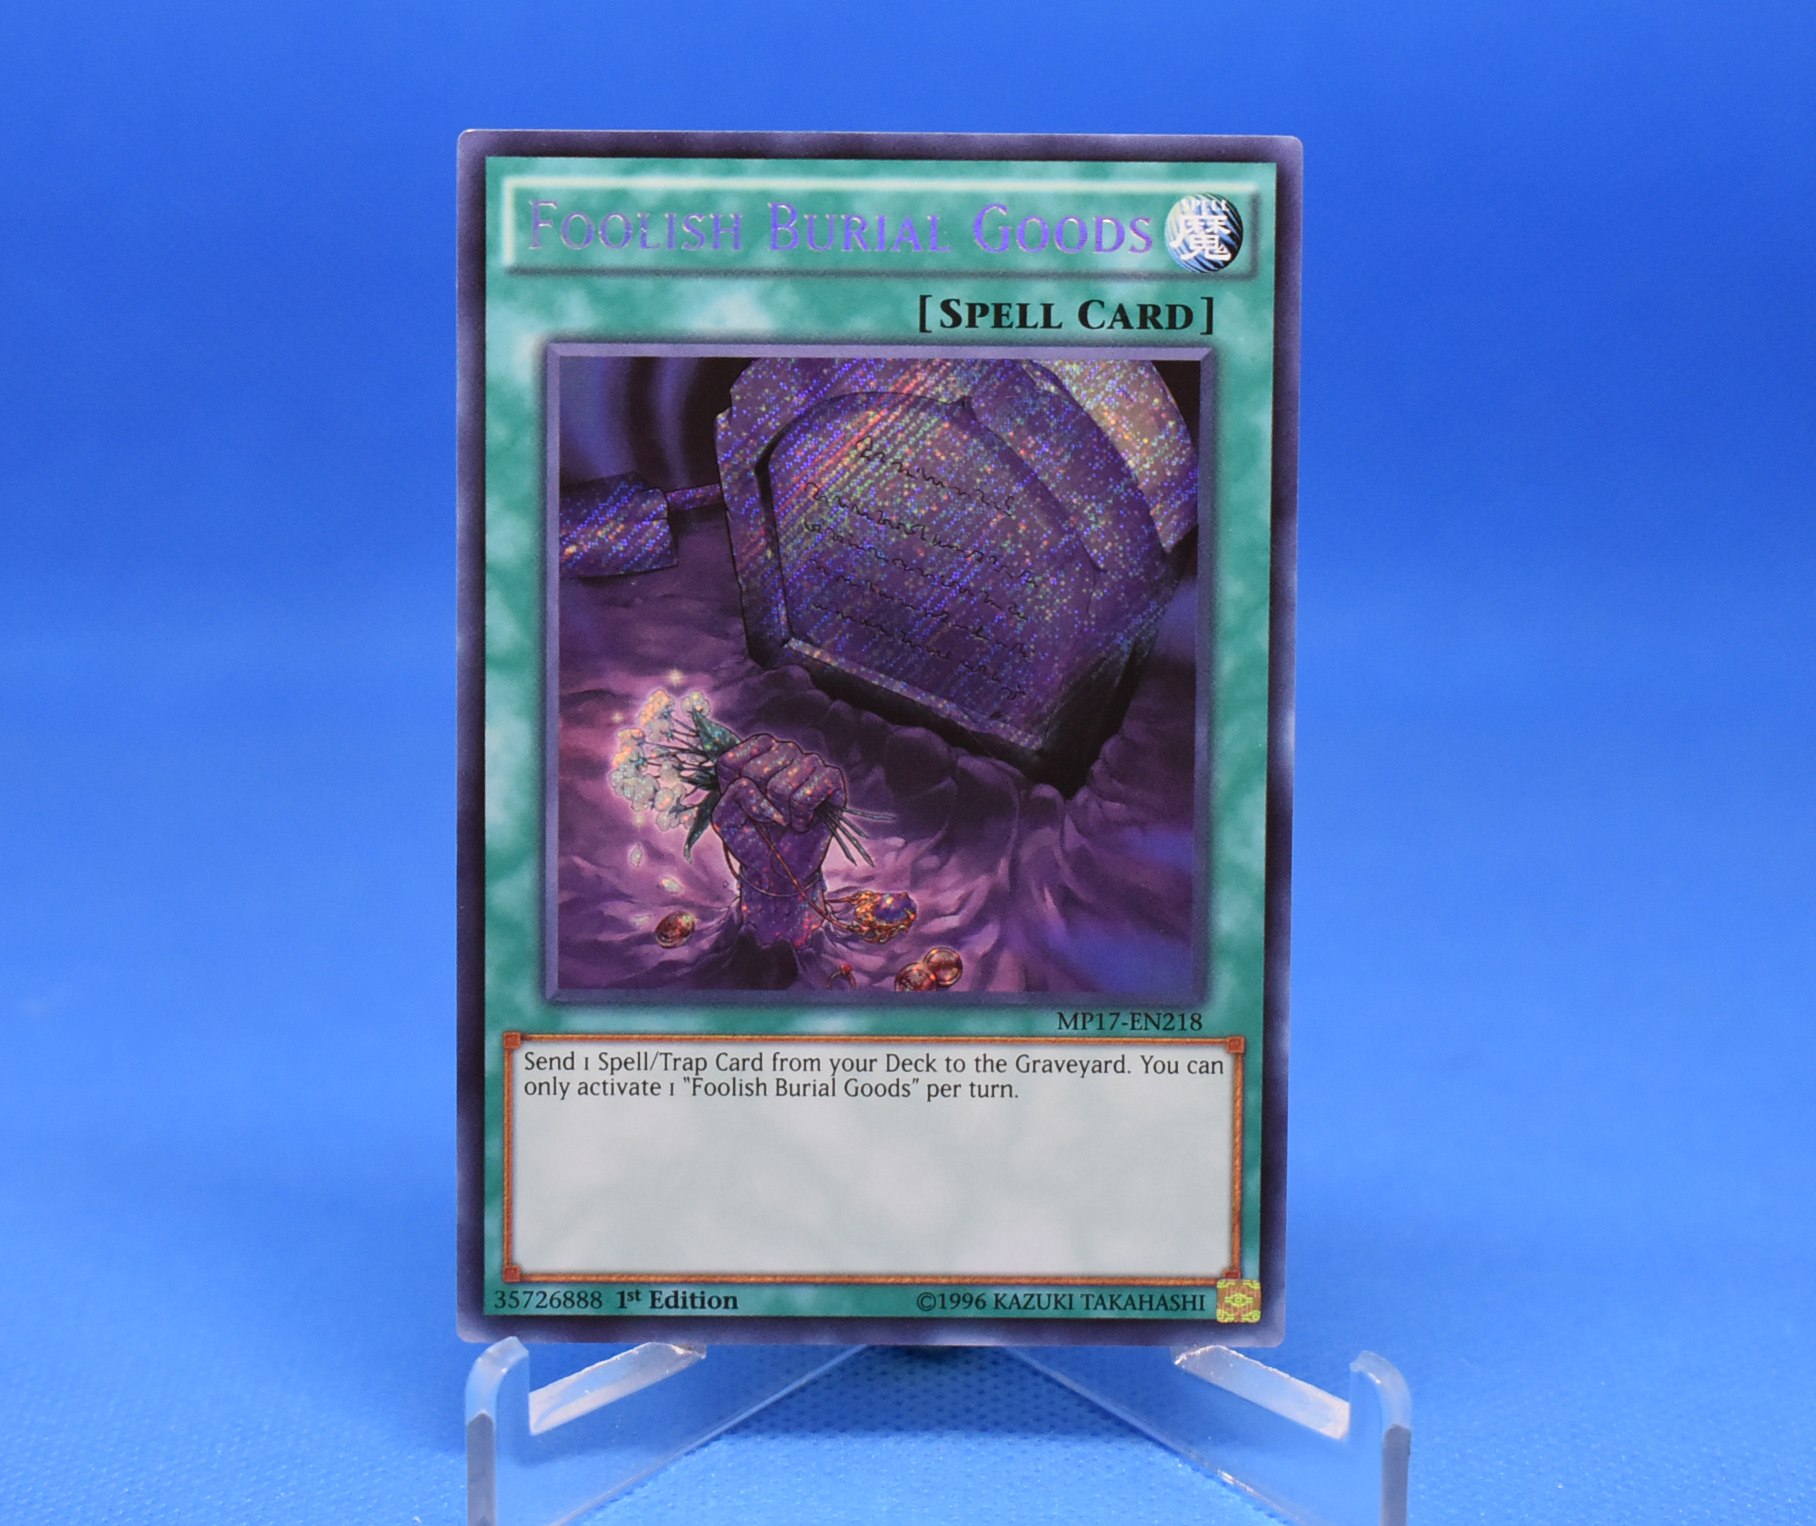 FOOLISH BURIAL GOODS
SPELL
魔
[SPELL CARD]
MP17-EN218
Send 1 Spell/Trap Card from your Deck to the Graveyard. You can
only activate 1 "Foolish Burial Goods" per turn.
35726888 1st Edition ©1996 KAZUKI TAKAHASHI